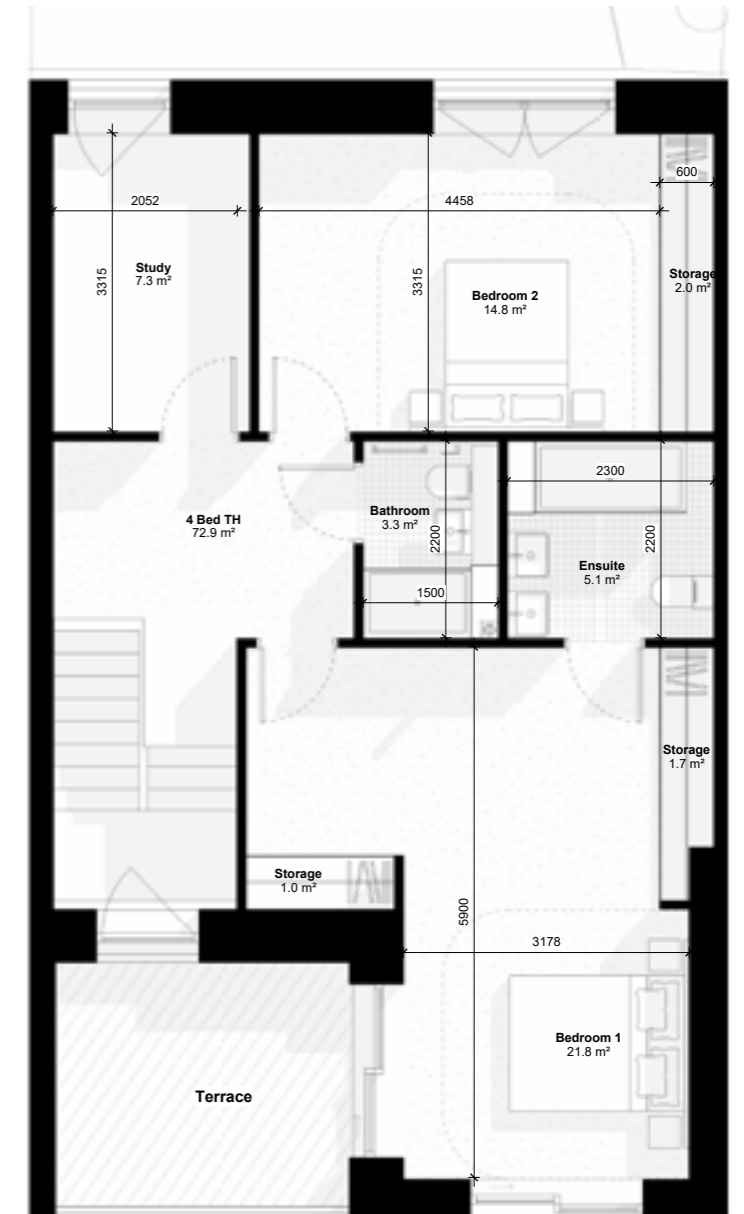 600
2052
4458
Study
7.3 m²
3315
3315
Bedroom 2
14.8 m²
Storage
2.0 m²
4 Bed TH
72.9 m²
Bathroom
3.3 m²
2200
1500
2300
2200
Ensuite
5.1 m²
Storage
1.7 m²
Storage
1.0 m²
5900
3178
Bedroom 1
21.8 m²
Terrace